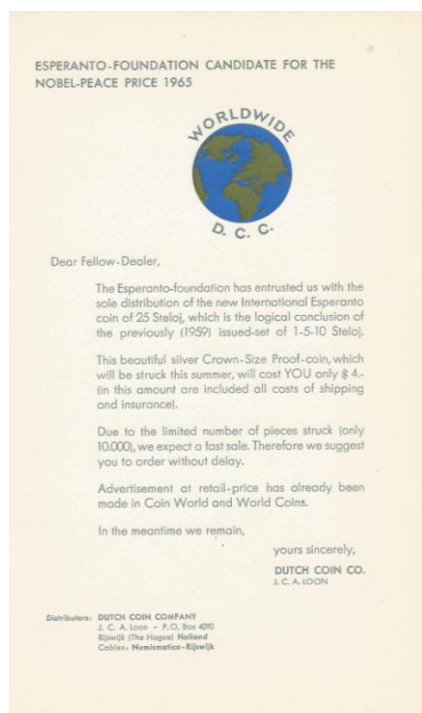 ESPERANTO-FOUNDATION CANDIDATE FOR THE
NOBEL-PEACE PRICE 1965
WORLDWIDE
D. C. C.
Dear Fellow-Dealer,
The Esperanto-foundation has entrusted us with the
sole distribution of the new International Esperanto
coin of 25 Steloj, which is the logical conclusion of
the previously (1959) issued-set of 1-5-10 Steloj.
This beautiful silver Crown-Size Proof-coin, which
will be struck this summer, will cost YOU only $ 4.-
(in this amount are included all costs of shipping
and insurance).
Due to the limited number of pieces struck (only
10.000), we expect a fast sale. Therefore we suggest
you to order without delay.
Advertisement at retail-price has already been
made in Coin World and World Coins.
In the meantime we remain,
yours sincerely,
DUTCH COIN CO.
J. C. A. LOON
Distributors: DUTCH COIN COMPANY
J. C. A. Loon - P. O. Box 4010
Rijswijk (The Hague) Holland
Cables: Numismatica-Rijswijk